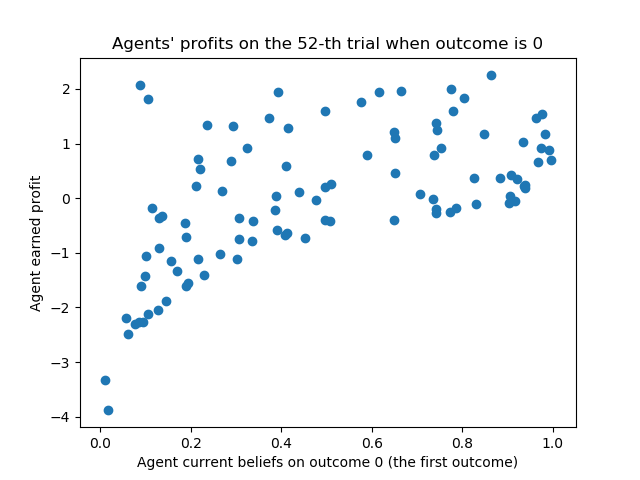 Agents' profits on the 52-th trial when outcome is 0
2
1
0
−1
−2
−3
−4
Agent earned profit
0.0 0.2 0.4 0.6 0.8 1.0
Agent current beliefs on outcome 0 (the first outcome)